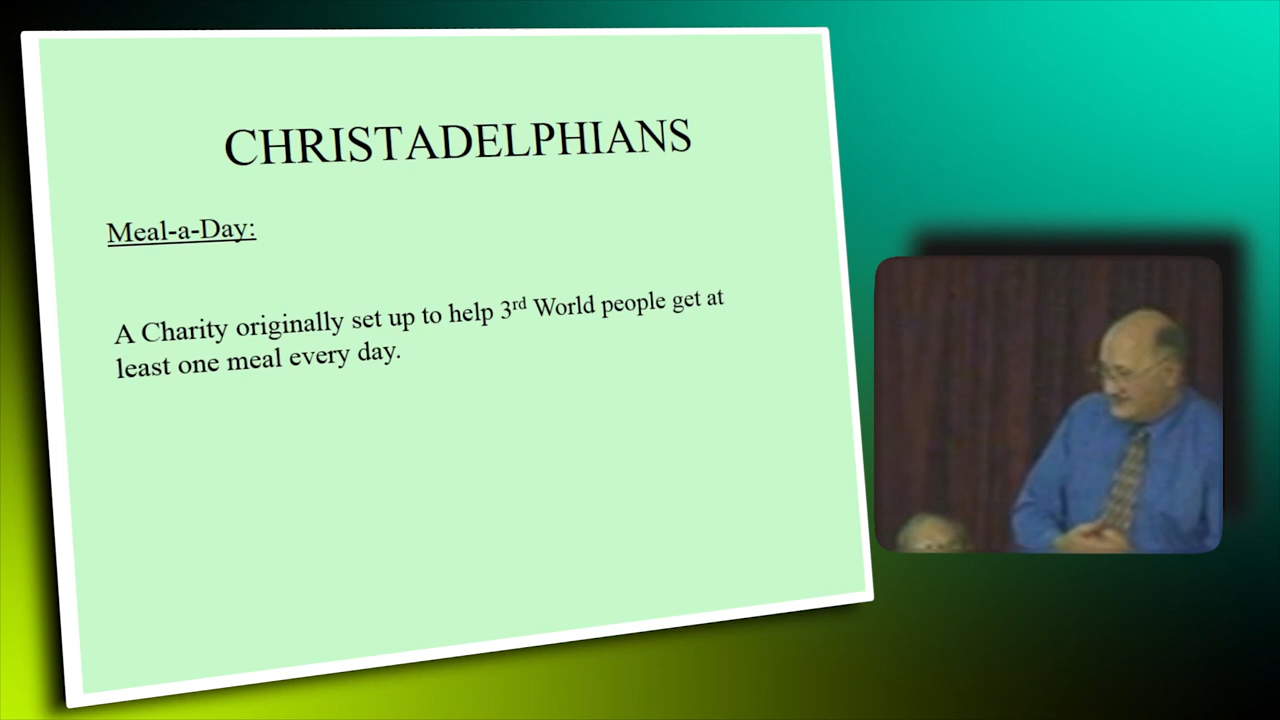 CHRISTADELPHIANS
Meal-a-Day:
A Charity originally set up to help 3rd World people get at
least one meal every day.